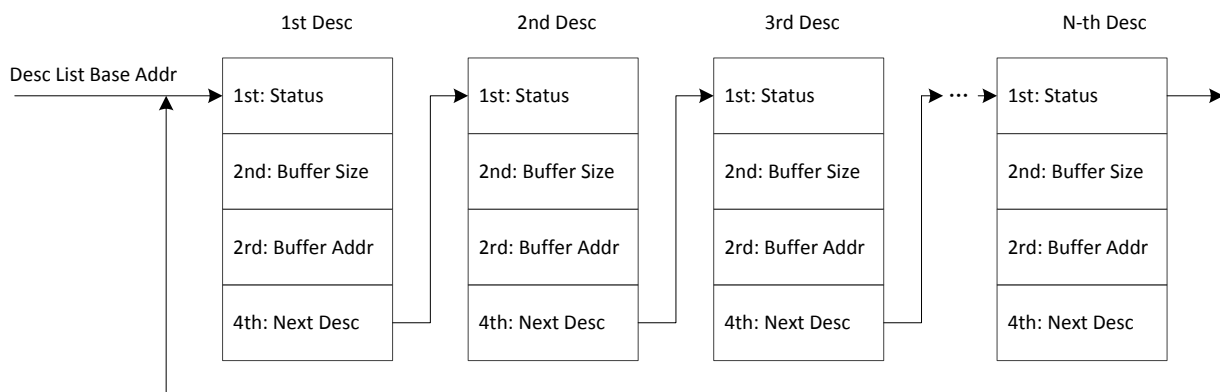 1st Desc 2nd Desc 3rd Desc N-th Desc
Desc List Base Addr
1st: Status 1st: Status 1st: Status ... 1st: Status
2nd: Buffer Size 2nd: Buffer Size 2nd: Buffer Size 2nd: Buffer Size
2rd: Buffer Addr 2rd: Buffer Addr 2rd: Buffer Addr 2rd: Buffer Addr
4th: Next Desc 4th: Next Desc 4th: Next Desc 4th: Next Desc